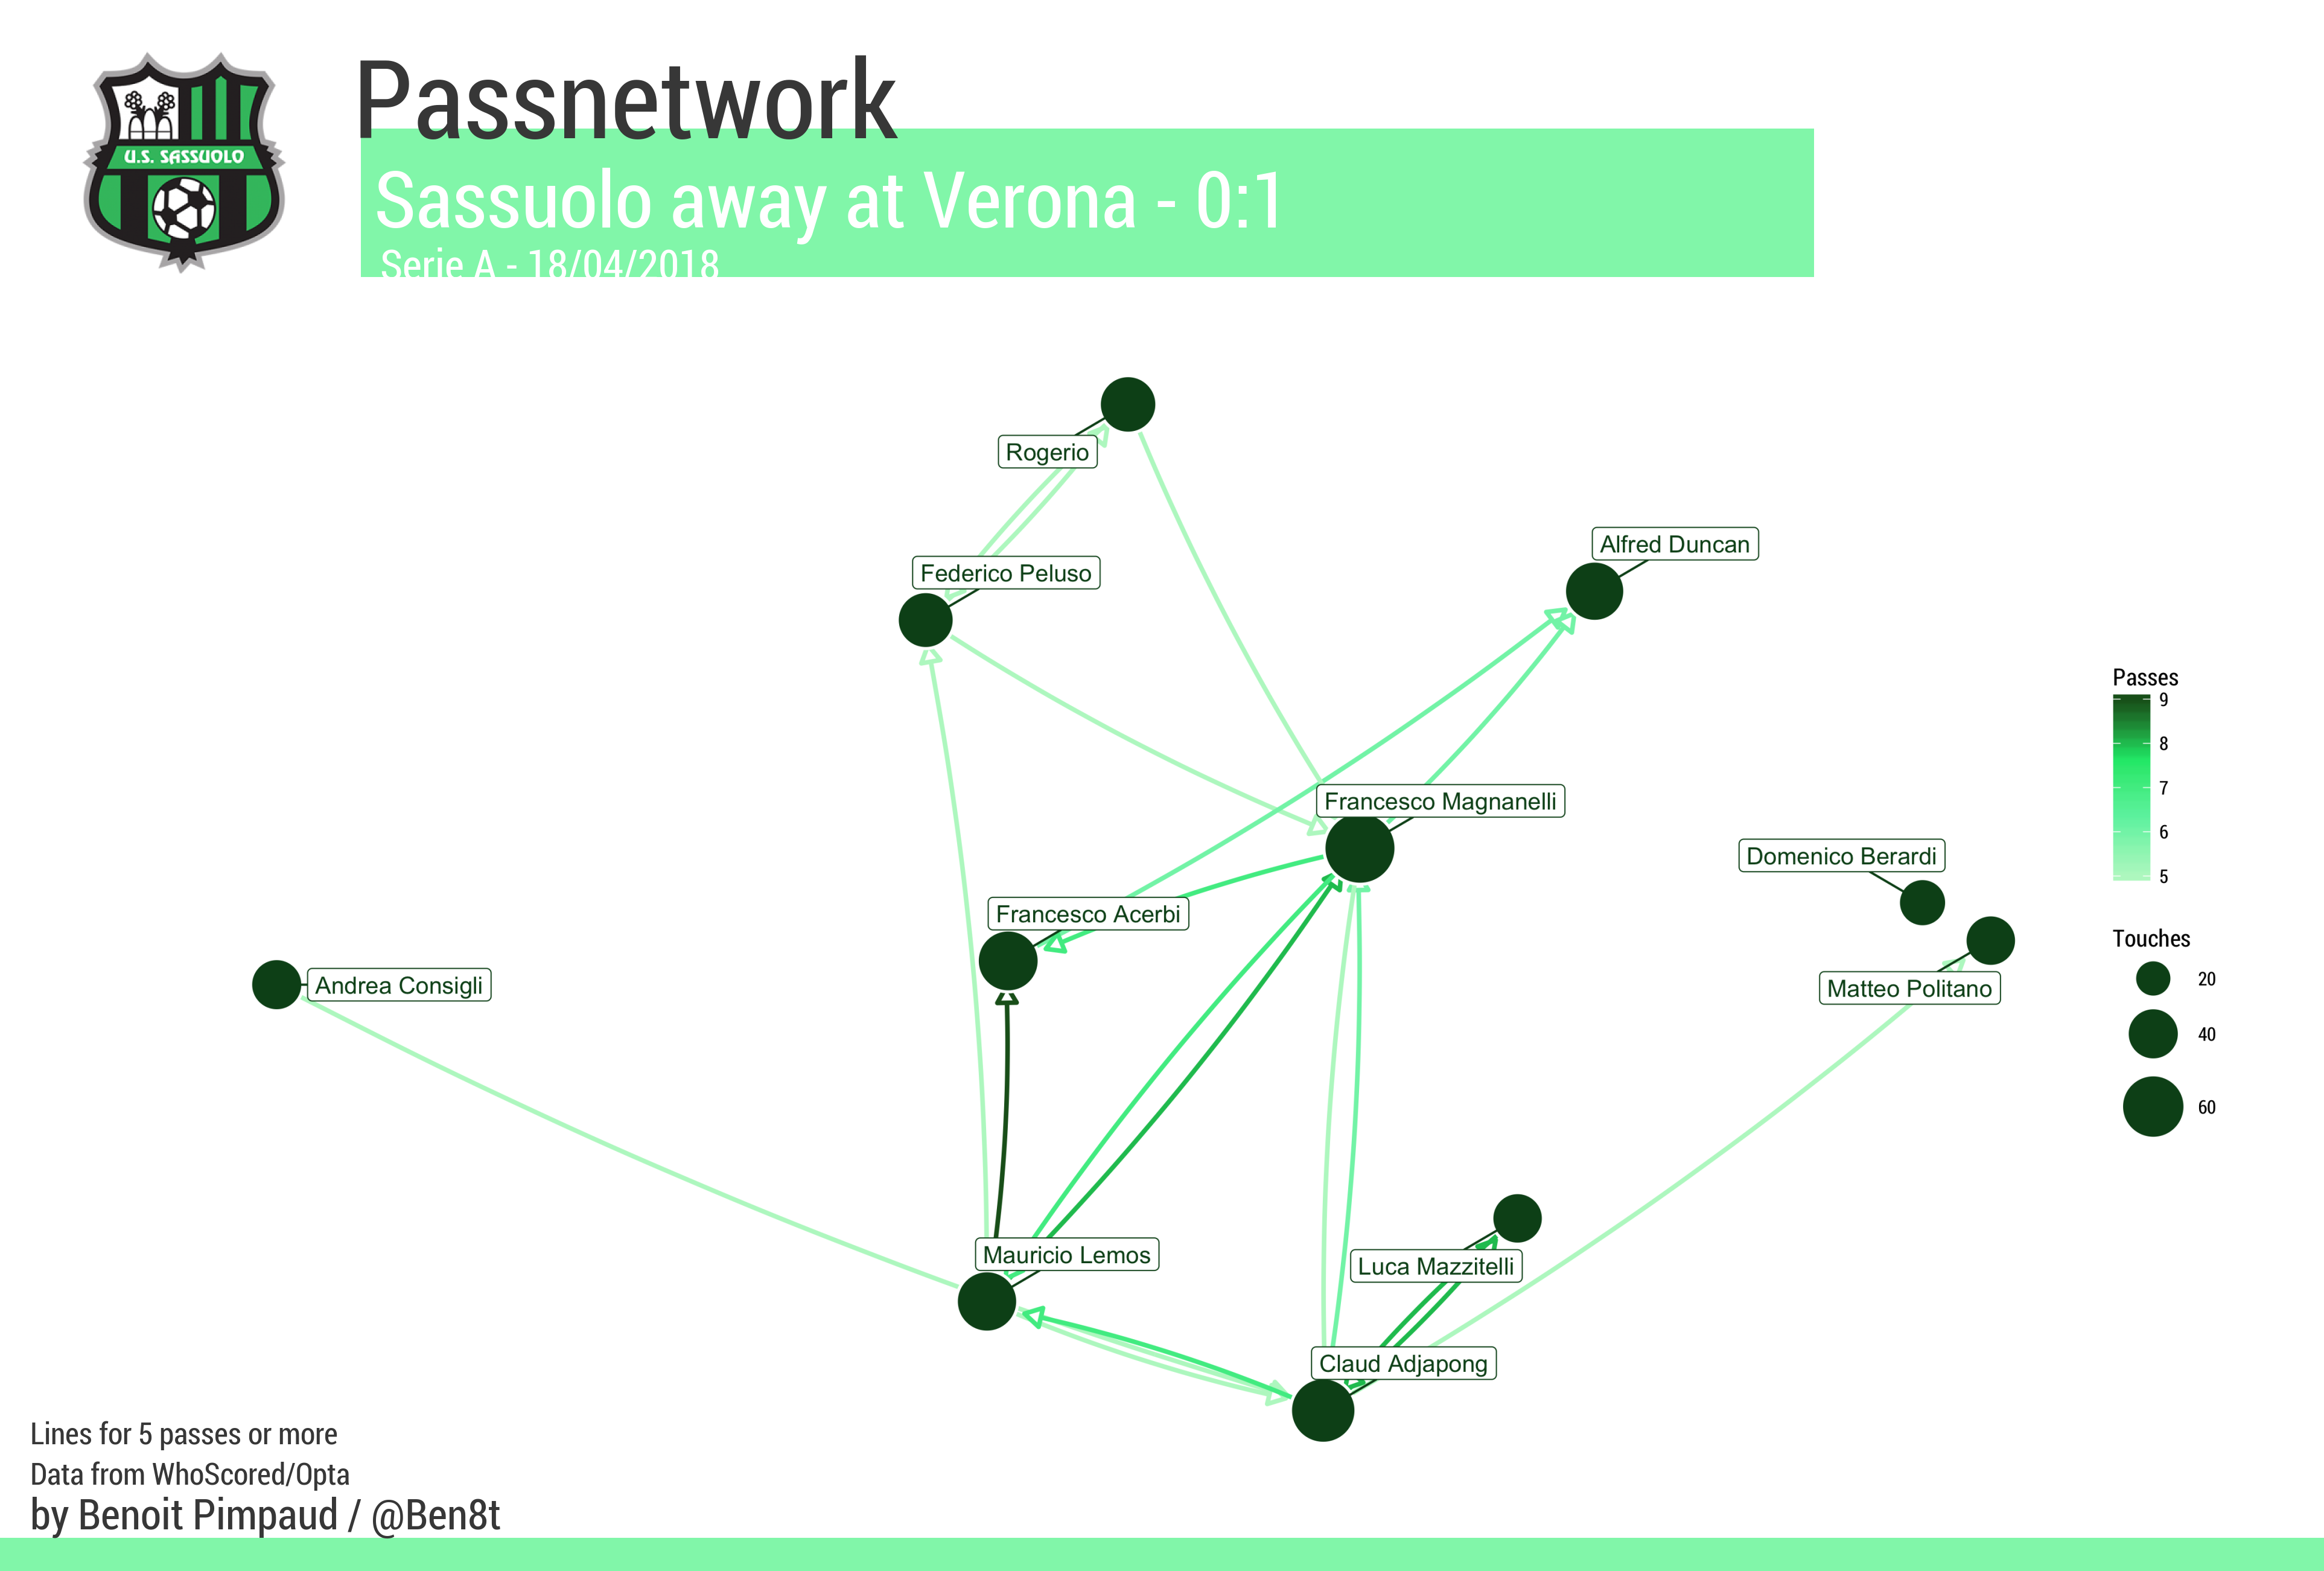 U.S. SASSUOLO
Passnetwork
Sassuolo away at Verona - 0:1
Serie A - 18/04/2018
Rogerio
Alfred Duncan
Federico Peluso
Francesco Magnanelli
Domenico Berardi
Francesco Acerbi
Andrea Consigli
Matteo Politano
Mauricio Lemos
Luca Mazzitelli
Claud Adjapong
Passes
9
8
7
6
5
Touches
20
40
60
Lines for 5 passes or more
Data from WhoScored/Opta
by Benoit Pimpaud / @Ben8t